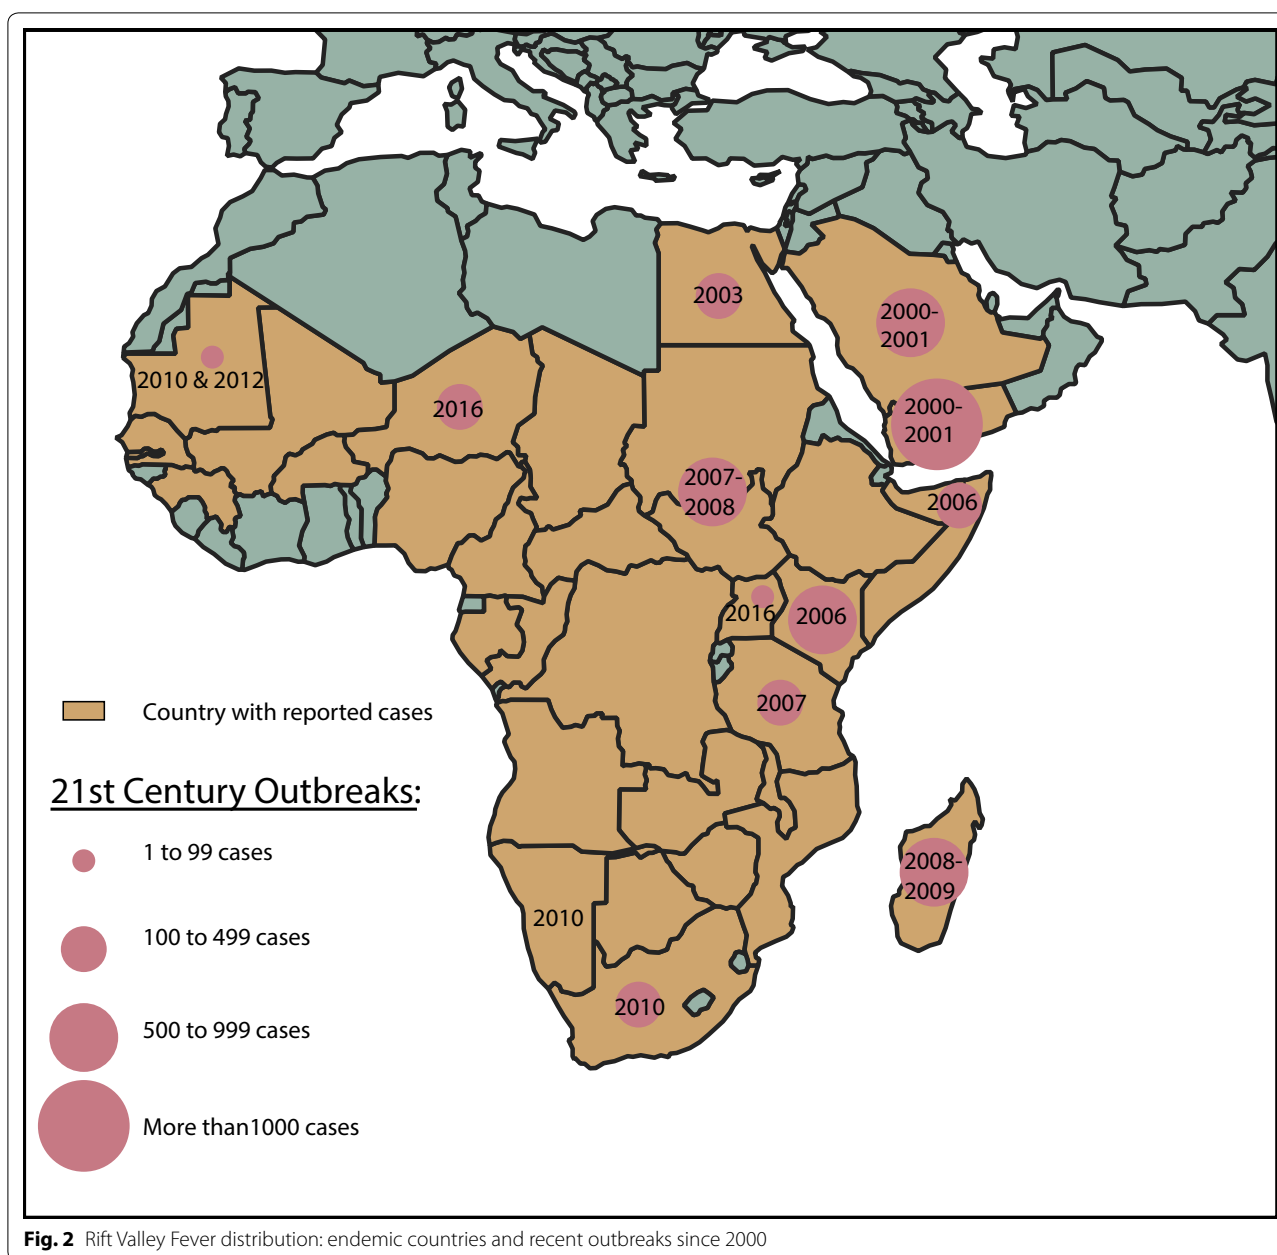 2003
2000-
2001
2010 & 2012
2016
2000-
2001
2007-
2008
2006
2016
2006
2007
Country with reported cases
21st Century Outbreaks:
1 to 99 cases
100 to 499 cases
500 to 999 cases
More than1000 cases
2008-
2009
2010
2010
Fig. 2 Rift Valley Fever distribution: endemic countries and recent outbreaks since 2000